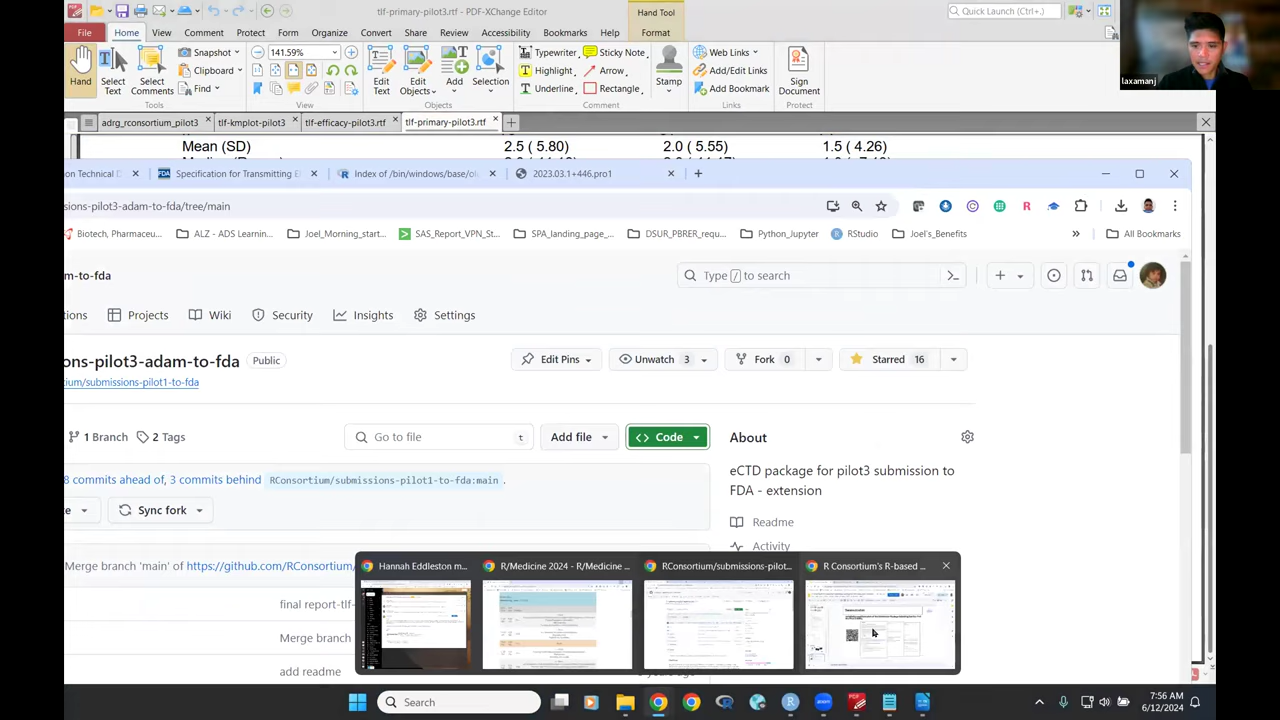 tlf-primary-pilot3.rtf - PDF-XChange Editor
Hand Tool
Quick Launch (Ctrl+.)
File
Home
View
Comment
Protect
Form
Organize
Convert
Share
Review
Accessibility
Bookmarks
Help
Format
Hand
Select Text
Select Comments
Snapshot
Clipboard
Find
Tools
141.59%
View
Edit Text
Edit Objects
Add
Selection
Objects
Typewriter
Highlight
Underline
Sticky Note
Arrow
Rectangle
Stamp
Comment
Web Links
Add/Edit Links
Add Bookmark
Links
Sign Document
Protect
laxamanj
adrg_rconsortium_pilot3
tlf-kmplot-pilot3
tlf-efficacy-pilot3.rtf
tlf-primary-pilot3.rtf
Mean (SD) 2.5 ( 5.80) 2.0 ( 5.55) 1.5 ( 4.26)
on Technical D
Specification for Transmitting E
Index of /bin/windows/base/ol
2023.03.1+446.pro1
sions-pilot3-adam-to-fda/tree/main
Biotech, Pharmaceu...
ALZ - ADS Learnin...
Joel_Morning_start...
SAS_Report_VPN_St...
SPA_landing_page_...
DSUR_PBRER_requ...
Python_Jupyter
RStudio
Joel's_Benefits
All Bookmarks
m-to-fda
Type / to search
tions
Projects
Wiki
Security
Insights
Settings
ons-pilot3-adam-to-fda Public
Edit Pins
Unwatch 3
Fork 0
Starred 16
tium/submissions-pilot1-to-fda
1 Branch
2 Tags
Go to file
t
Add file
Code
About
eCTD package for pilot3 submission to
FDA - extension
8 commits ahead of, 3 commits behind RConsortium/submissions-pilot1-to-fda:main .
te
Sync fork
Readme
Activity
Merge branch 'main' of https://github.com/RConsortium/
final report-tlf-
Merge branch
add readme
Hannah Eddleston m...
R/Medicine 2024 - R/Medicine ...
RConsortium/submissions-pilot...
R Consortium's R-based ...
Search
7:56 AM
6/12/2024